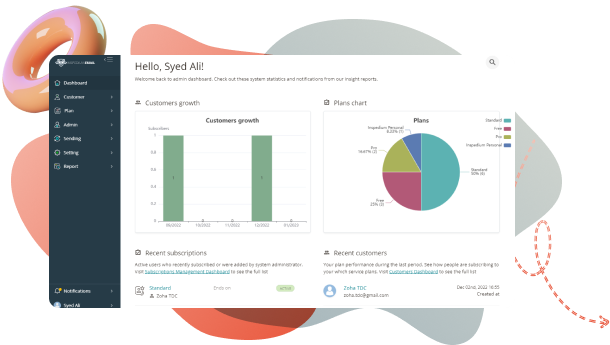 Hello, Syed Ali!
Welcome back to admin dashboard, Check out these system statistics and notifications from our insight reports.
Dashboard
Customer
Plan
Admin
Sending
Setting
Report
Notifications
Syed Ali
Customers growth
Customers growth
Subscribers
1
0.8
0.6
0.4
0.2
0
1
0
0
1
0
09/2022
10/2022
11/2022
12/2022
01/2023
Plans chart
Plans
Standard
Free
Pro
Impedium Personal
Impedium Personal
8.33% (1)
Pro
16.67% (2)
Free
25% (3)
Standard
50% (6)
Recent subscriptions
Active users who recently subscribed or were added by system administrator.
Visit Subscriptions Management Dashboard to see the full list
Standard
Zoha TDC
Ends on
active
Recent customers
Your plan performance during the last period. See how people are subscribing to
your which service plans. Visit Customers Dashboard to see the full list
Zoha TDC
zoha.tdc@gmail.com
Dec 02nd, 2022 10:55
Created at